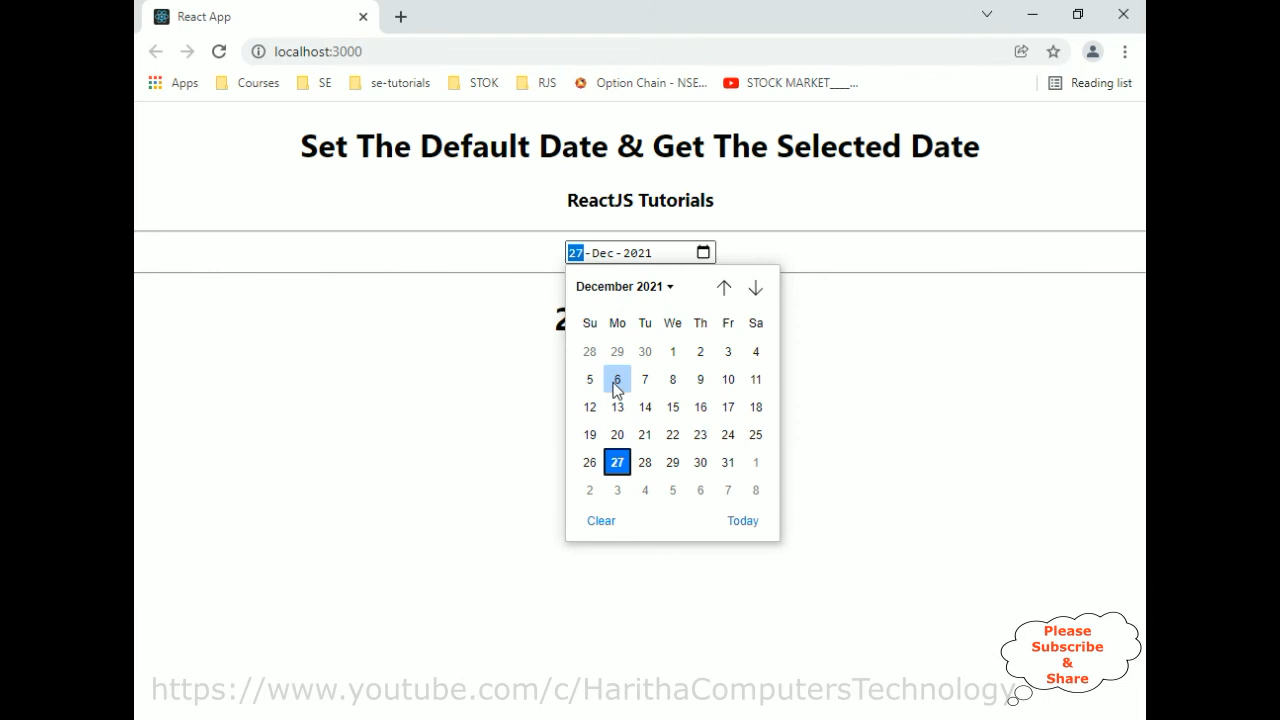 React App
localhost:3000
Apps Courses SE se-tutorials STOK RJS Option Chain - NSE... STOCK MARKET____... Reading list
Set The Default Date & Get The Selected Date
ReactJS Tutorials
27-Dec-2021
December 2021
Su Mo Tu We Th Fr Sa
28 29 30 1 2 3 4
5 6 7 8 9 10 11
12 13 14 15 16 17 18
19 20 21 22 23 24 25
26 27 28 29 30 31 1
2 3 4 5 6 7 8
Clear Today
Please
Subscribe
&
Share
https://www.youtube.com/c/HarithaComputersTechnology